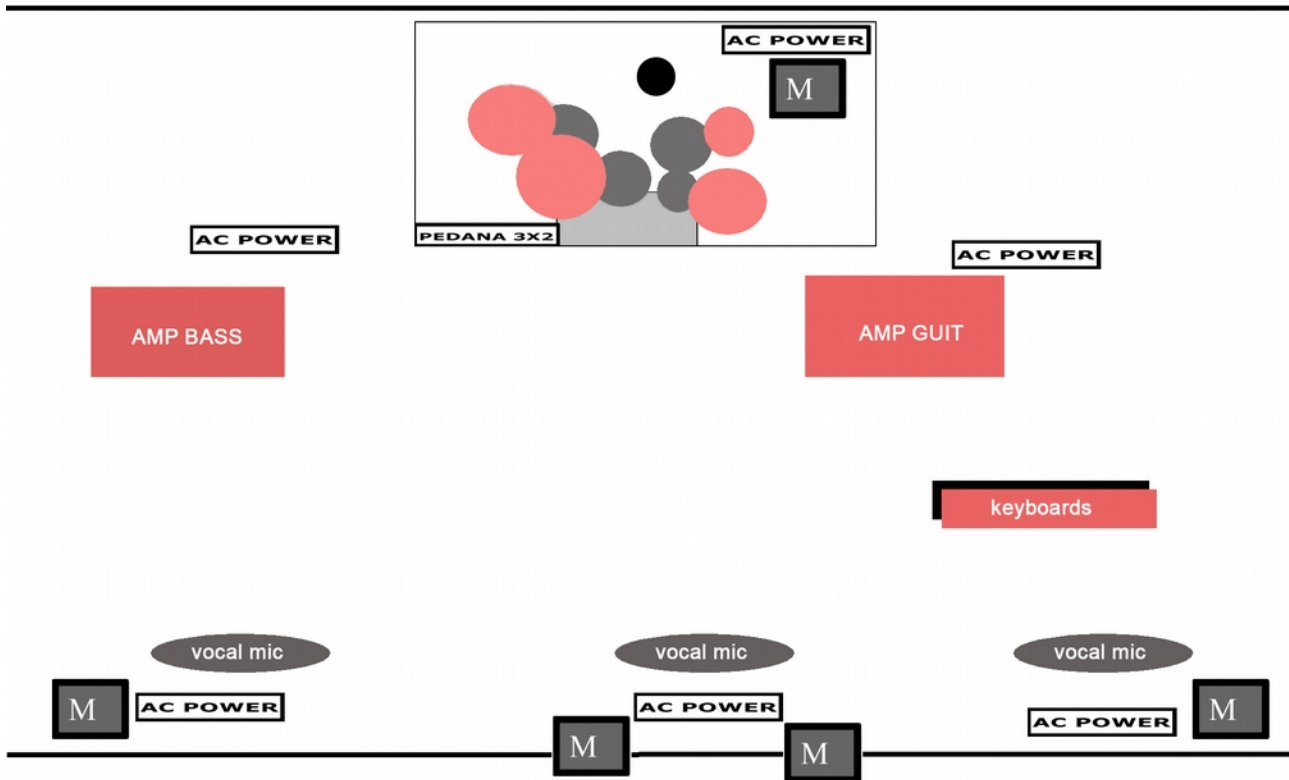 AC POWER
M
PEDANA 3X2
AC POWER
AC POWER
AMP BASS
AMP GUIT
keyboards
vocal mic
vocal mic
vocal mic
M
AC POWER
M
AC POWER
M
AC POWER
M